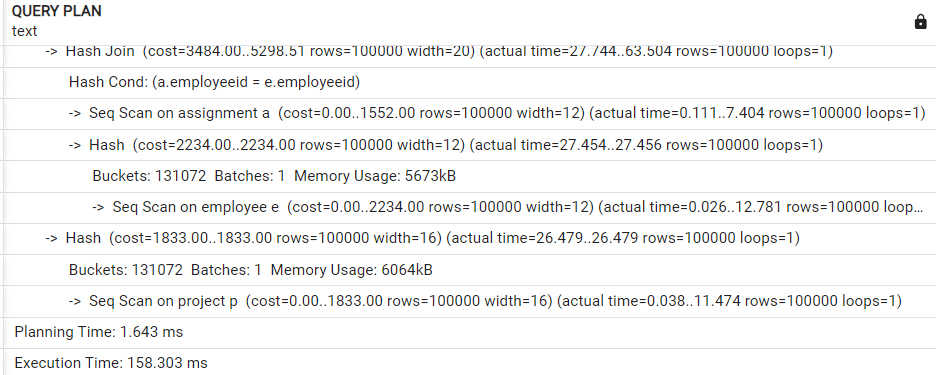 QUERY PLAN
text
-> Hash Join (cost=3484.00..5298.51 rows=100000 width=20) (actual time=27.744..63.504 rows=100000 loops=1)
Hash Cond: (a.employeeid = e.employeeid)
-> Seq Scan on assignment a (cost=0.00..1552.00 rows=100000 width=12) (actual time=0.111..7.404 rows=100000 loops=1)
-> Hash (cost=2234.00..2234.00 rows=100000 width=12) (actual time=27.454..27.456 rows=100000 loops=1)
Buckets: 131072 Batches: 1 Memory Usage: 5673kB
-> Seq Scan on employee e (cost=0.00..2234.00 rows=100000 width=12) (actual time=0.026..12.781 rows=100000 loop...
-> Hash (cost=1833.00..1833.00 rows=100000 width=16) (actual time=26.479..26.479 rows=100000 loops=1)
Buckets: 131072 Batches: 1 Memory Usage: 6064kB
-> Seq Scan on project p (cost=0.00..1833.00 rows=100000 width=16) (actual time=0.038..11.474 rows=100000 loops=1)
Planning Time: 1.643 ms
Execution Time: 158.303 ms